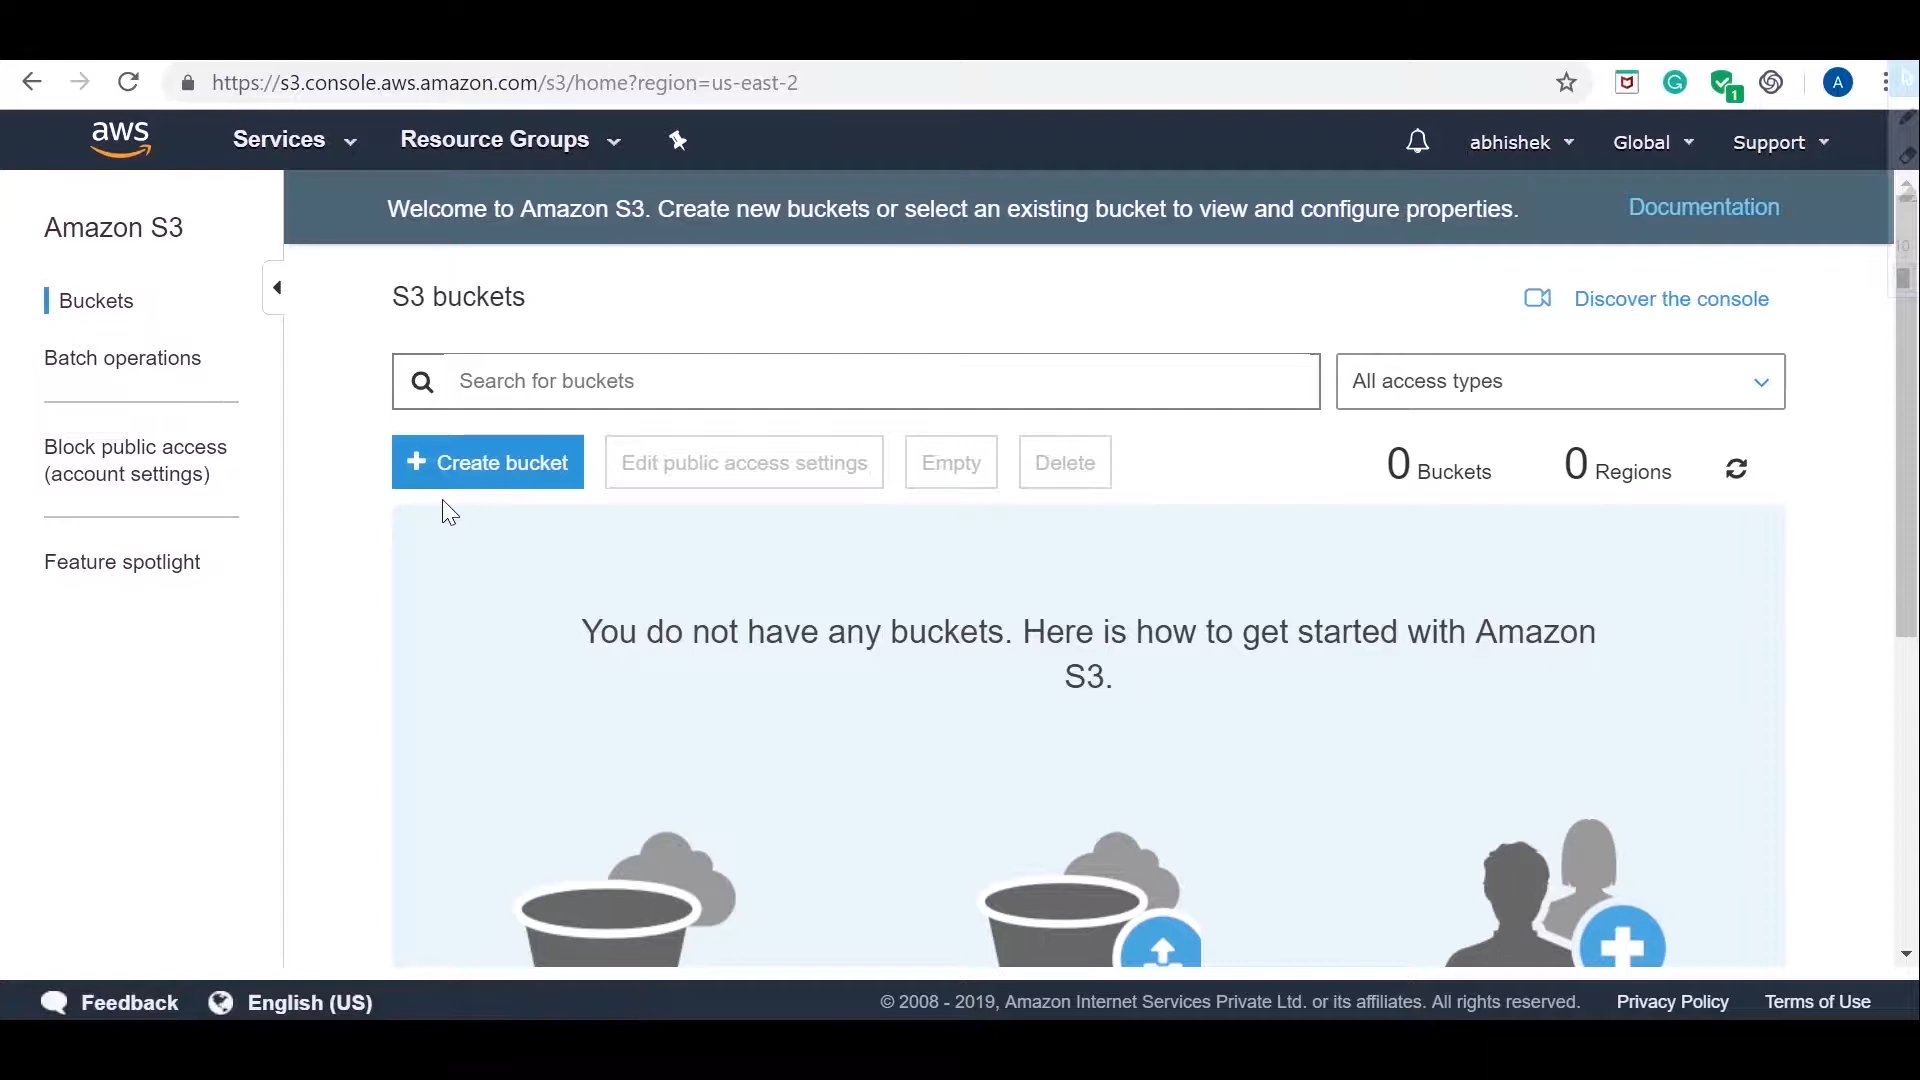 https://s3.console.aws.amazon.com/s3/home?region=us-east-2
1
A
aws
Services
Resource Groups
abhishek
Global
Support
Amazon S3
Buckets
Batch operations
Block public access
(account settings)
Feature spotlight
Welcome to Amazon S3. Create new buckets or select an existing bucket to view and configure properties.
Documentation
S3 buckets
Discover the console
Search for buckets
All access types
Create bucket
Edit public access settings
Empty
Delete
0 Buckets
0 Regions
You do not have any buckets. Here is how to get started with Amazon
S3.
Feedback
English (US)
© 2008 - 2019, Amazon Internet Services Private Ltd. or its affiliates. All rights reserved.
Privacy Policy
Terms of Use